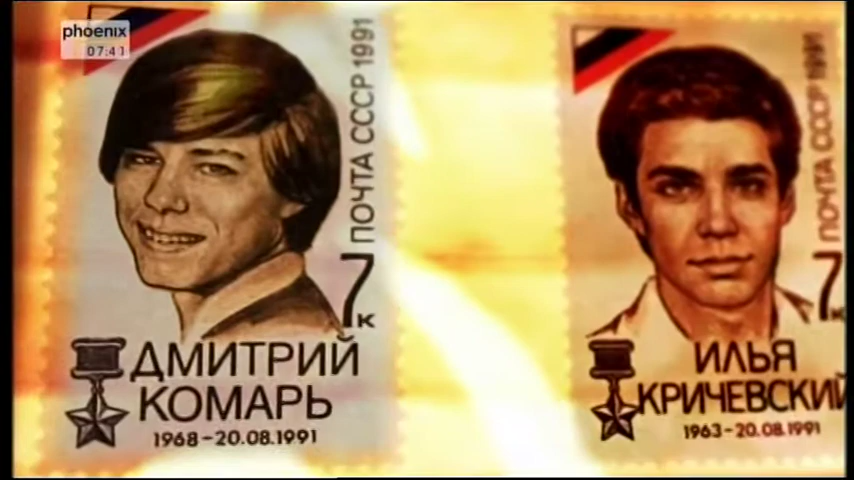 phoenix
07:41
ПОЧТА СССР 1991
7к
ДМИТРИЙ
КОМАРЬ
1968-20.08.1991
ПОЧТА СССР 1991
7к
ИЛЬЯ
КРИЧЕВСКИЙ
1963-20.08.1991